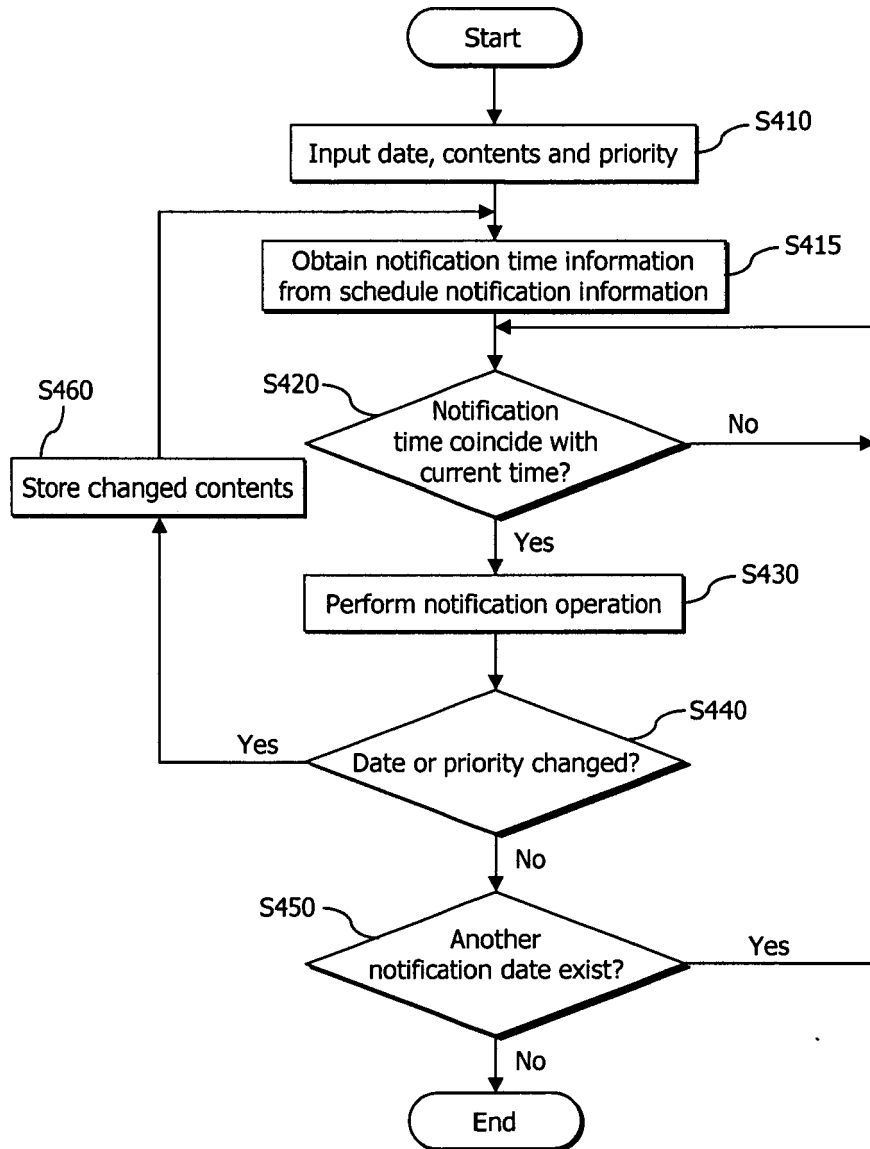 Start
S410
Input date, contents and priority
S415
Obtain notification time information
from schedule notification information
S420
Notification
time coincide with
current time?
No
S460
Store changed contents
Yes
S430
Perform notification operation
S440
Yes
Date or priority changed?
No
S450
Another
notification date exist?
Yes
No
End